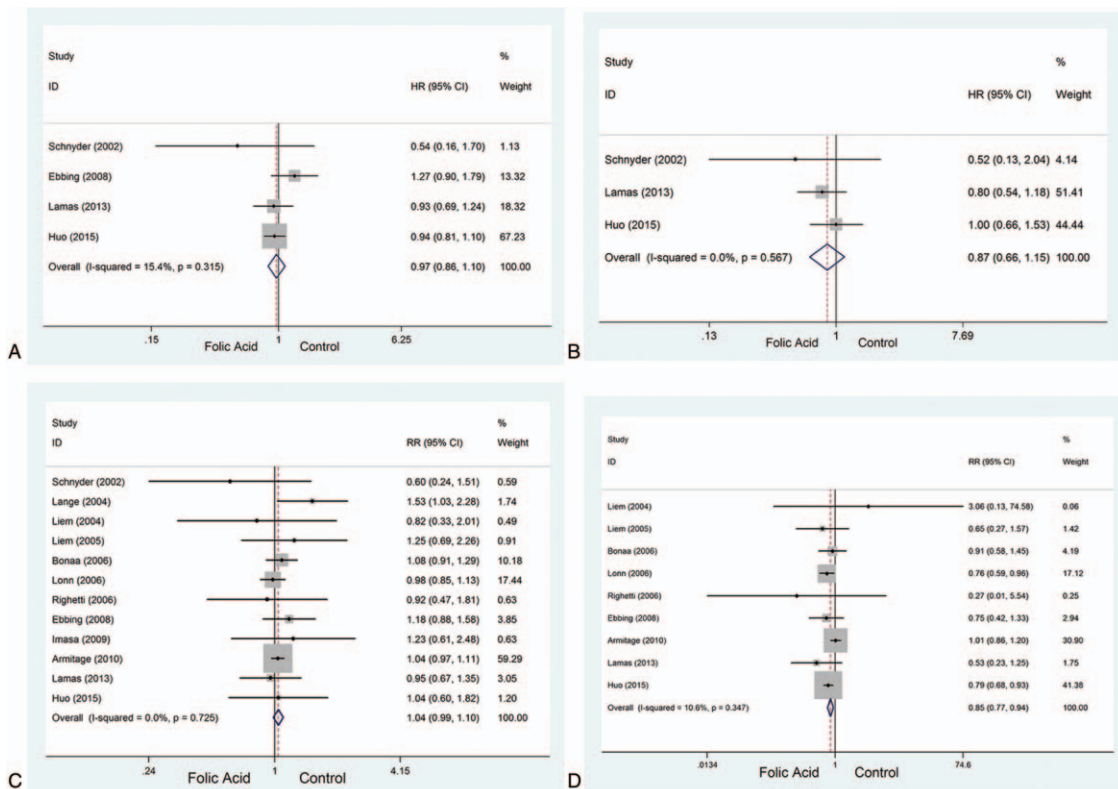 Study %
ID HR (95% CI) Weight
Schnyder (2002) 0.54 (0.16, 1.70) 1.13
Ebbing (2008) 1.27 (0.90, 1.79) 13.32
Lamas (2013) 0.93 (0.69, 1.24) 18.32
Huo (2015) 0.94 (0.81, 1.10) 67.23
Overall (I-squared = 15.4%, p = 0.315) 0.97 (0.86, 1.10) 100.00
.15 1 6.25
Folic Acid Control
A
Study %
ID HR (95% CI) Weight
Schnyder (2002) 0.52 (0.13, 2.04) 4.14
Lamas (2013) 0.80 (0.54, 1.18) 51.41
Huo (2015) 1.00 (0.66, 1.53) 44.44
Overall (I-squared = 0.0%, p = 0.567) 0.87 (0.66, 1.15) 100.00
.13 1 7.69
Folic Acid Control
B
Study %
ID RR (95% CI) Weight
Schnyder (2002) 0.60 (0.24, 1.51) 0.59
Lange (2004) 1.53 (1.03, 2.28) 1.74
Liem (2004) 0.82 (0.33, 2.01) 0.49
Liem (2005) 1.25 (0.69, 2.26) 0.91
Bonaa (2006) 1.08 (0.91, 1.29) 10.18
Lonn (2006) 0.98 (0.85, 1.13) 17.44
Righetti (2006) 0.92 (0.47, 1.81) 0.63
Ebbing (2008) 1.18 (0.88, 1.58) 3.85
Imasa (2009) 1.23 (0.61, 2.48) 0.63
Armitage (2010) 1.04 (0.97, 1.11) 59.29
Lamas (2013) 0.95 (0.67, 1.35) 3.05
Huo (2015) 1.04 (0.60, 1.82) 1.20
Overall (I-squared = 0.0%, p = 0.725) 1.04 (0.99, 1.10) 100.00
.24 1 4.15
Folic Acid Control
C
Study %
ID RR (95% CI) Weight
Liem (2004) 3.06 (0.13, 74.58) 0.06
Liem (2005) 0.65 (0.27, 1.57) 1.42
Bonaa (2006) 0.91 (0.58, 1.45) 4.19
Lonn (2006) 0.76 (0.59, 0.96) 17.12
Righetti (2006) 0.27 (0.01, 5.54) 0.25
Ebbing (2008) 0.75 (0.42, 1.33) 2.94
Armitage (2010) 1.01 (0.86, 1.20) 30.90
Lamas (2013) 0.53 (0.23, 1.25) 1.75
Huo (2015) 0.79 (0.68, 0.93) 41.38
Overall (I-squared = 10.6%, p = 0.347) 0.85 (0.77, 0.94) 100.00
.0134 1 74.6
Folic Acid Control
D